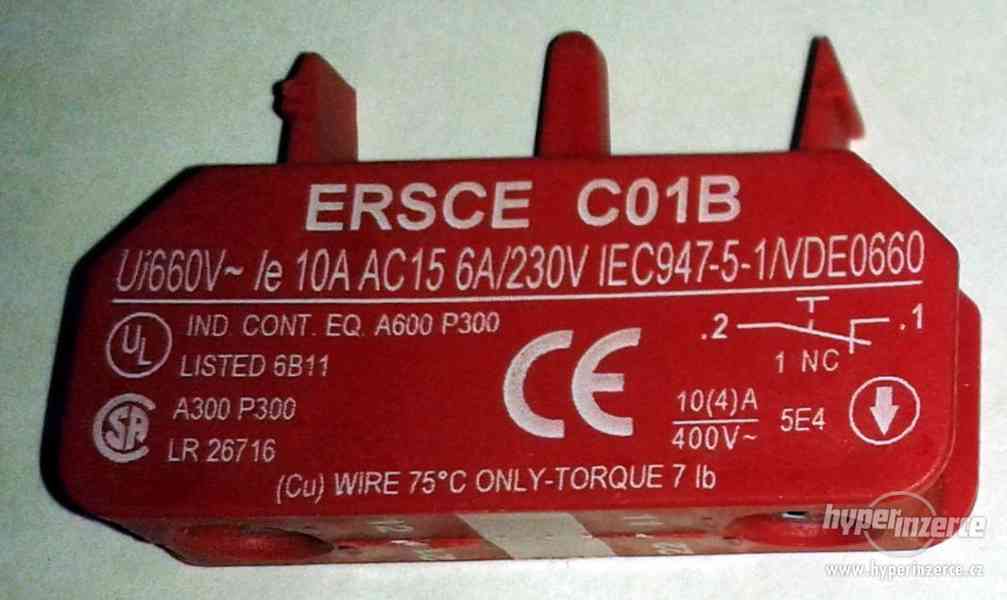 ERSCE C01B
Ui660V~ Ie 10A AC15 6A/230V IEC947-5-1/VDE0660
UL IND. CONT. EQ. A600 P300
LISTED 6B11
.2 .1
1 NC
CE
SA A300 P300
LR 26716
10(4)A
400V~
5E4
(Cu) WIRE 75°C ONLY-TORQUE 7 lb
hyperinzerce
www.hyperinzerce.cz